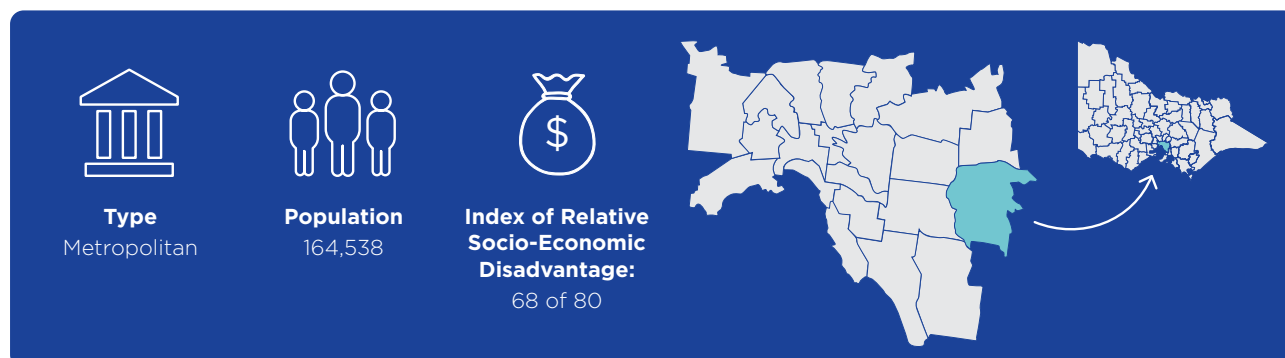 $
Type
Metropolitan
Population
164,538
Index of Relative
Socio-Economic
Disadvantage:
68 of 80